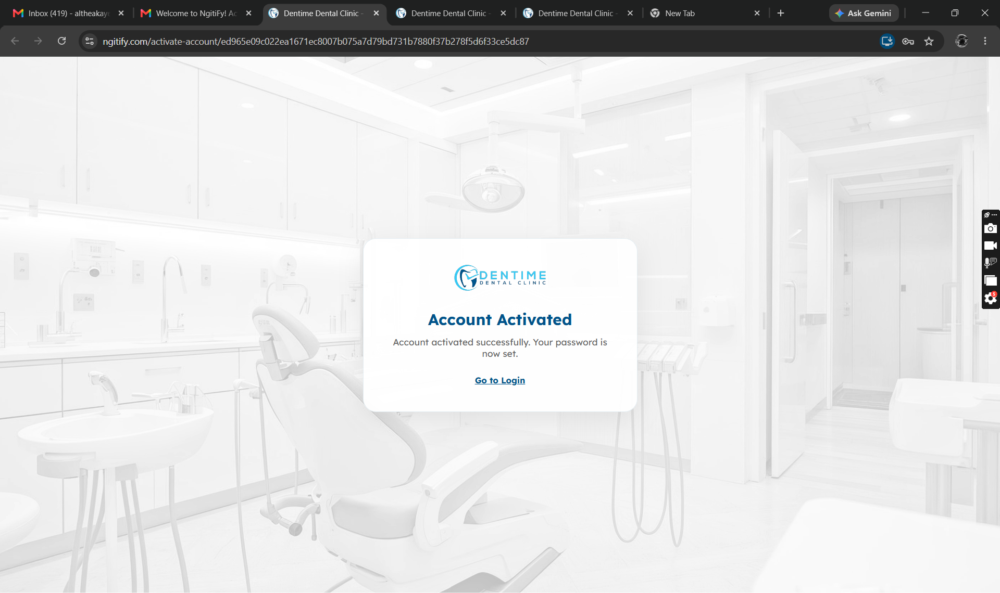 Inbox (419) - altheakaye
Welcome to NgitiFy! Ac
Dentime Dental Clinic -
Dentime Dental Clinic -
Dentime Dental Clinic -
New Tab
Ask Gemini
ngitify.com/activate-account/ed965e09c022ea1671ec8007b075a7d79bd731b7880f37b278f5d6f33ce5dc87
DENTIME
DENTAL CLINIC
Account Activated
Account activated successfully. Your password is
now set.
Go to Login
5